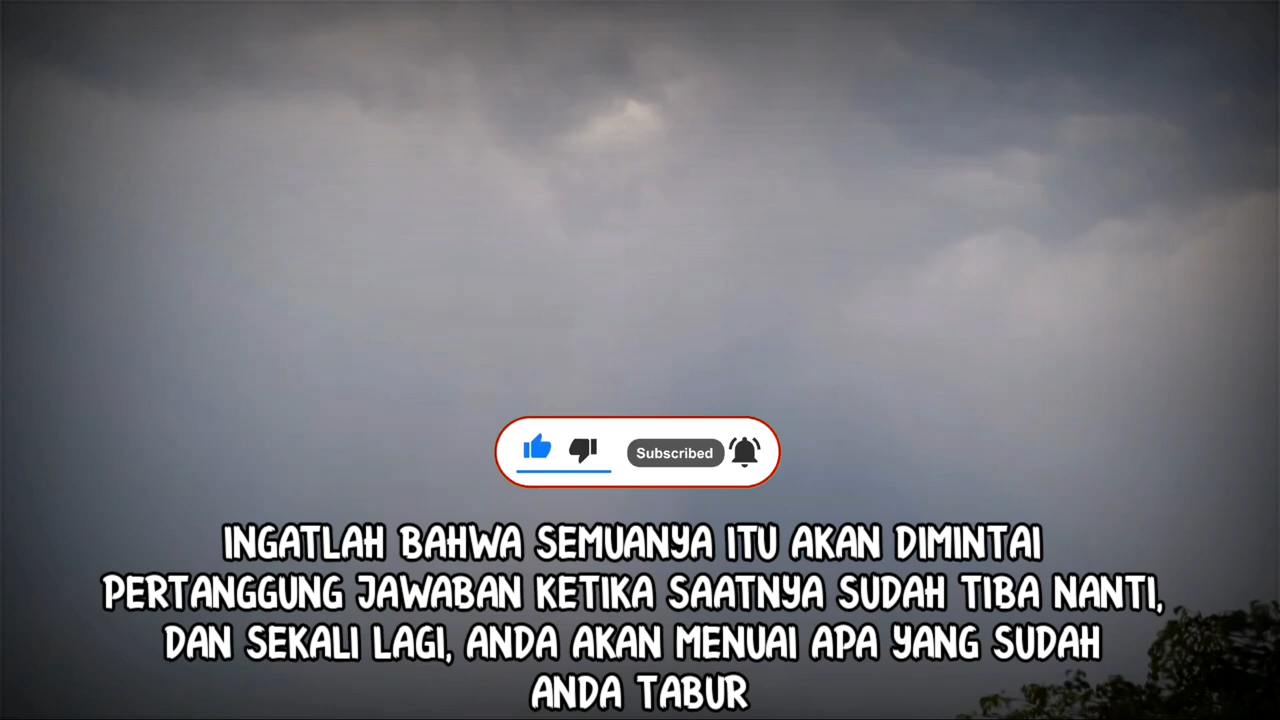 Subscribed
INGATLAH BAHWA SEMUANYA ITU AKAN DIMINTAI
PERTANGGUNG JAWABAN KETIKA SAATNYA SUDAH TIBA NANTI,
DAN SEKALI LAGI, ANDA AKAN MENUAI APA YANG SUDAH
ANDA TABUR